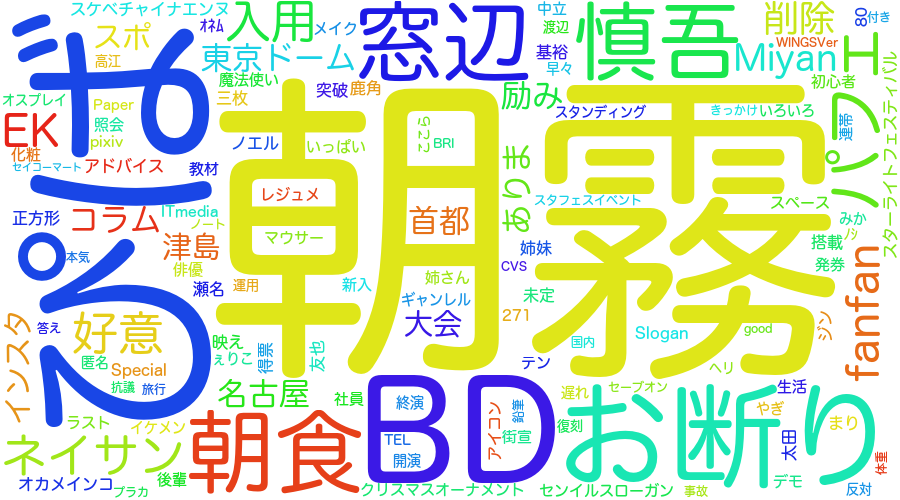 スケベチャイナエンヌ
オネム
メイク
入用
窓辺
慎吾
削除
中立
渡辺
80
付き
スポ
高江
東京ドーム
基裕
早々
Miyan
WINGSVer
エパワ
ぽじ
魔法使い
三枚
突破
鹿角
励み
スタンディング
きっかけ
いろいろ
初心者
スターライトフェスティバル
オスプレイ
Paper
照会
pixiv
EK
化粧
セイコーマート
アドバイス
ノエル
いっぱい
ここら
BRI
連帯
朝霧
教材
レジュメ
あります
正方形
コラム
ITmedia
ノート
マウサー
首都
スタフェスイベント
スペース
みか
搭載
発券
本気
津島
俳優
姉妹
姉さん
CVS
瀬名
運用
新入
ギャンレル
未定
fanfan
インスタ
答え
好意
匿名
映え
えりこ
得票
友也
大会
271
テン
国内
Slogan
good
ジン
ヘリ
Special
抗議
旅行
名古屋
社員
BD
お断り
遅れ
セーブオン
生活
やぎ
まり
ラスト
イケメン
朝食
終演
鉛筆
アイコン
街宣
復刻
太田
ネイサン
後輩
TEL
開演
体重
オカメインコ
プラカ
クリスマスオーナメント
センイルスローガン
事故
デモ
反対